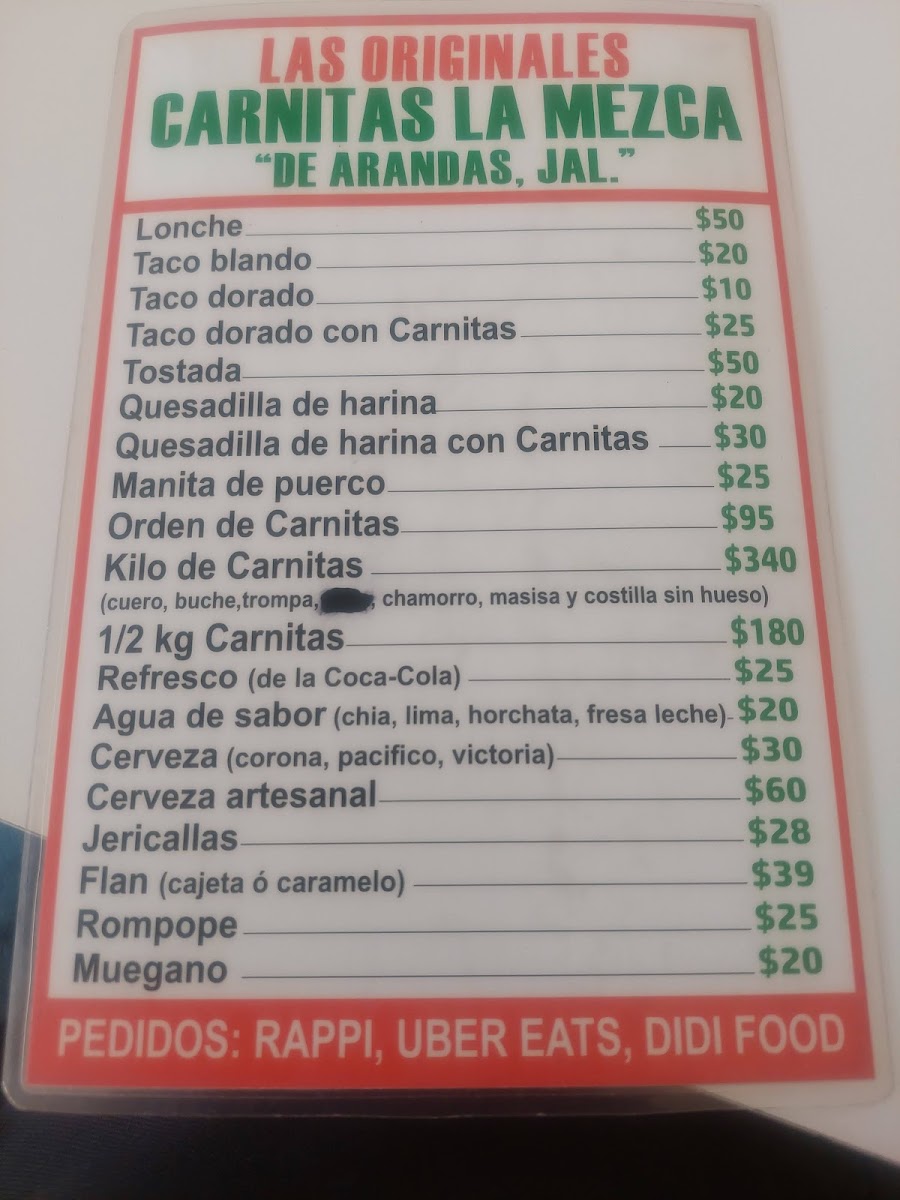 LAS ORIGINALES
CARNITAS LA MEZCA
"DE ARANDAS, JAL."
Lonche $50
Taco blando $20
Taco dorado $10
Taco dorado con Carnitas $25
Tostada $50
Quesadilla de harina $20
Quesadilla de harina con Carnitas $30
Manita de puerco $25
Orden de Carnitas $95
Kilo de Carnitas $340
(cuero, buche,trompa, , chamorro, masisa y costilla sin hueso)
1/2 kg Carnitas $180
Refresco (de la Coca-Cola) $25
Agua de sabor (chia, lima, horchata, fresa leche) $20
Cerveza (corona, pacifico, victoria) $30
Cerveza artesanal $60
Jericallas $28
Flan (cajeta ó caramelo) $39
Rompope $25
Muegano $20
PEDIDOS: RAPPI, UBER EATS, DIDI FOOD